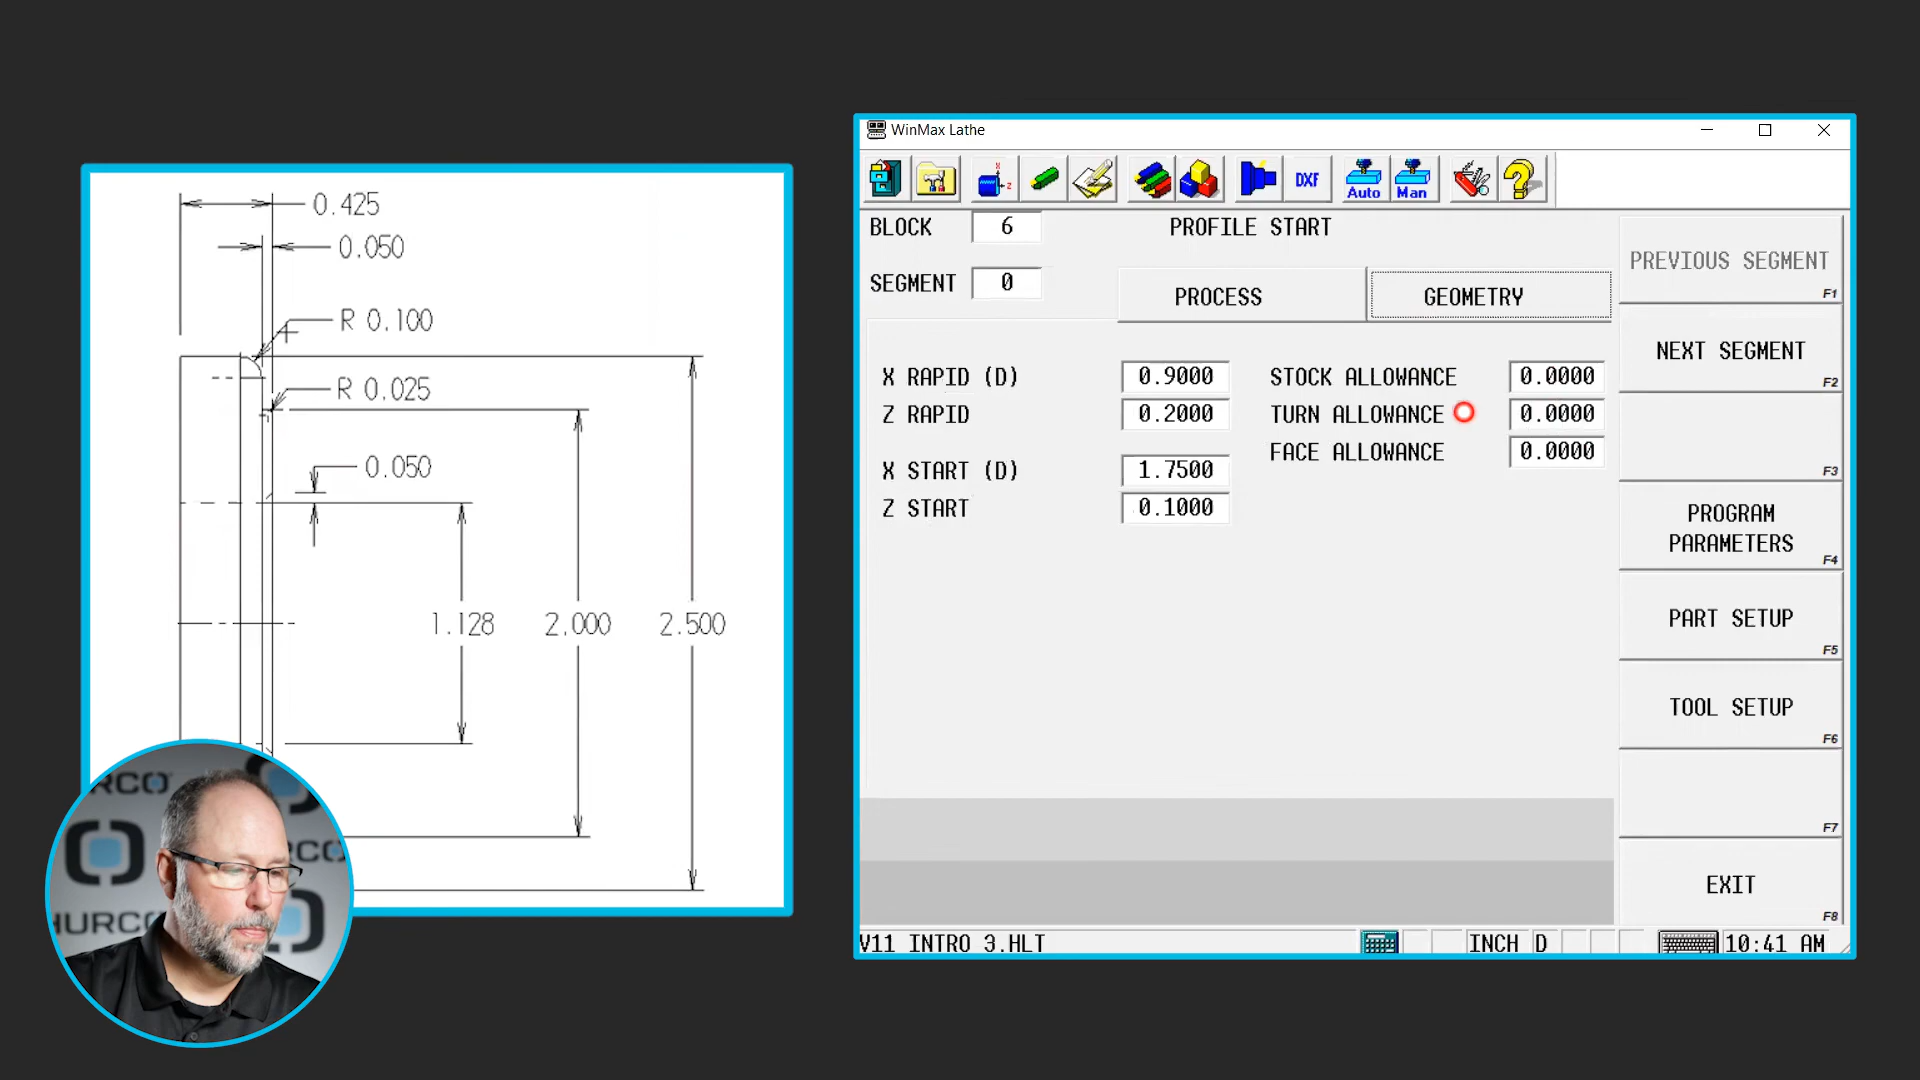 0.425
0.050
R 0.100
R 0.025
0.050
1.128
2.000
2.500
HURCO
WinMax Lathe
X
Z
DXF
Auto
Man
BLOCK 6 PROFILE START
SEGMENT 0
PROCESS GEOMETRY
X RAPID (D) 0.9000
Z RAPID 0.2000
X START (D) 1.7500
Z START 0.1000
STOCK ALLOWANCE 0.0000
TURN ALLOWANCE 0.0000
FACE ALLOWANCE 0.0000
PREVIOUS SEGMENT
F1
NEXT SEGMENT
F2
F3
PROGRAM
PARAMETERS
F4
PART SETUP
F5
TOOL SETUP
F6
F7
EXIT
F8
V11 INTRO 3.HLT INCH D 10:41 AM